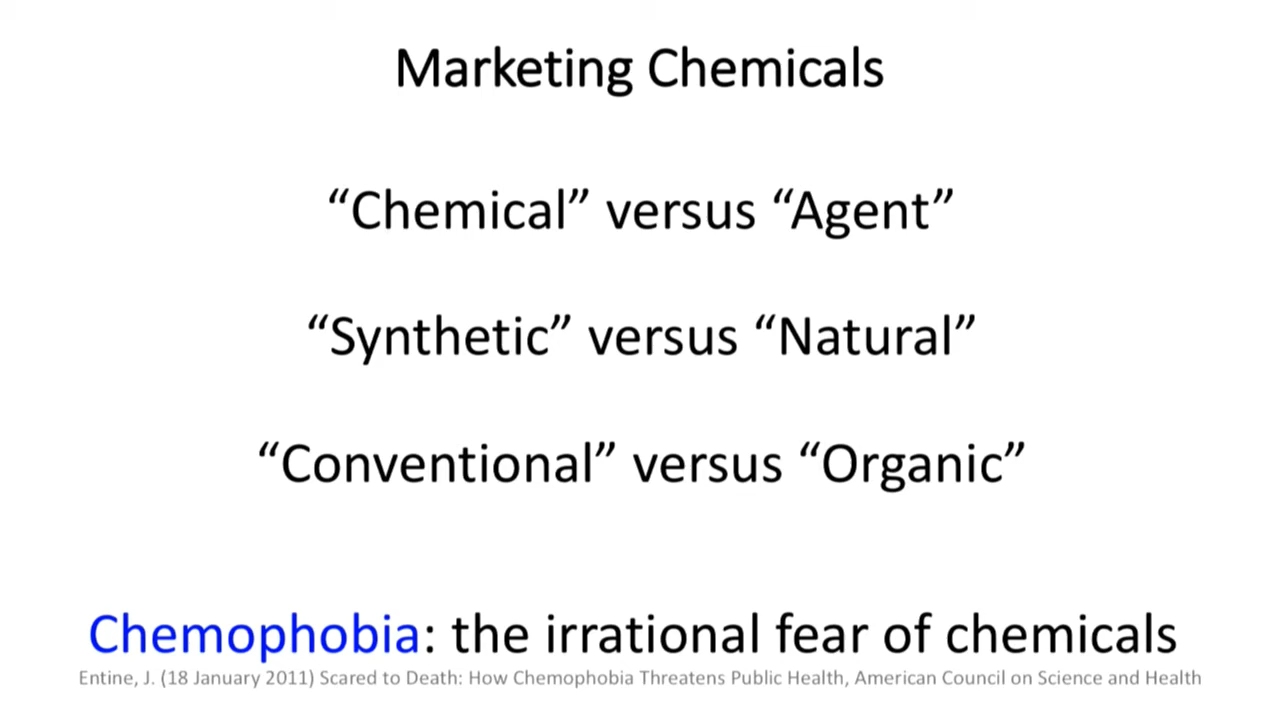 Marketing Chemicals
“Chemical” versus “Agent”
“Synthetic” versus “Natural”
“Conventional” versus “Organic”
Chemophobia: the irrational fear of chemicals
Entine, J. (18 January 2011) Scared to Death: How Chemophobia Threatens Public Health, American Council on Science and Health